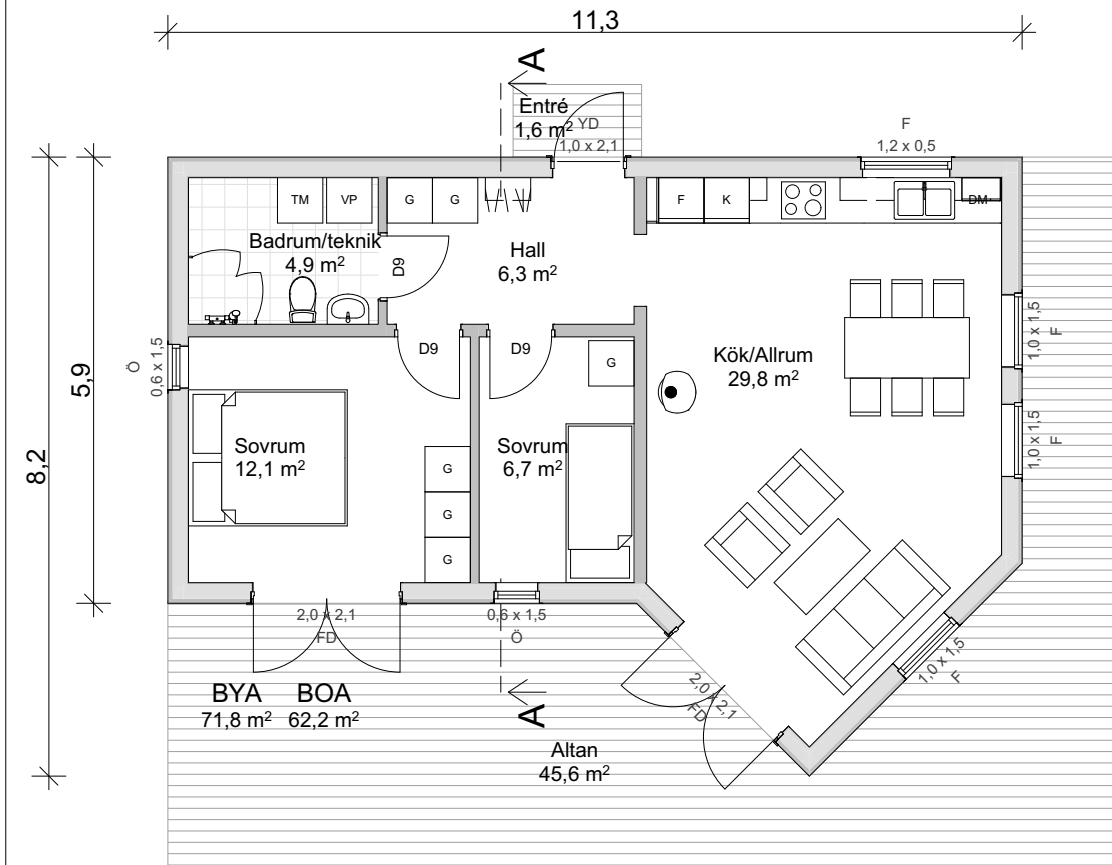 11,3
A
Entré
1,6 m²
YD
1,0 x 2,1
F
1,2 x 0,5
TM
VP
G
G
F
K
DM
Badrum/teknik
4,9 m²
D9
Hall
6,3 m²
5,9
8,2
Ö
0,6 x 1,5
D9
D9
G
Kök/Allrum
29,8 m²
1,0 x 1,5
F
1,0 x 1,5
F
Sovrum
12,1 m²
G
G
G
Sovrum
6,7 m²
2,0 x 2,1
FD
0,6 x 1,5
Ö
2,0 x 2,1
FD
1,0 x 1,5
F
BYA
71,8 m²
BOA
62,2 m²
A
Altan
45,6 m²